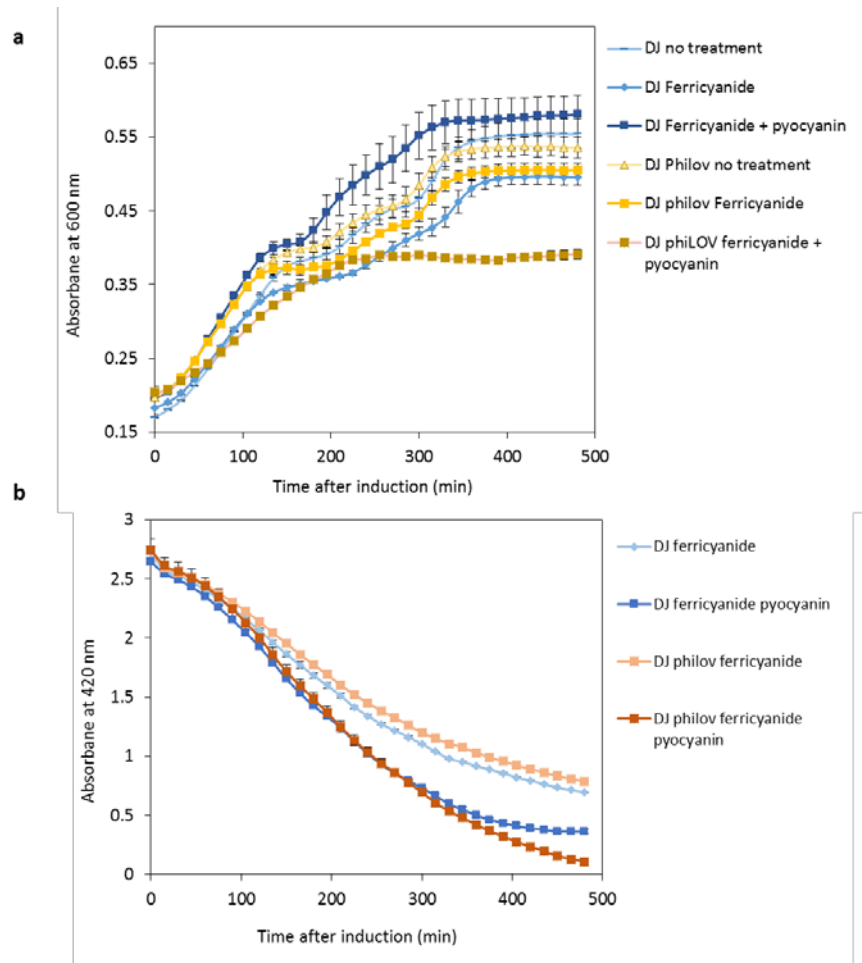 a
Absorbane at 600 nm
0.65
0.55
0.45
0.35
0.25
0.15
0 100 200 300 400 500
Time after induction (min)
DJ no treatment
DJ Ferricyanide
DJ Ferricyanide + pyocyanin
DJ Philov no treatment
DJ philov Ferricyanide
DJ phiLOV ferricyanide +
pyocyanin
b
Absorbane at 420 nm
3
2.5
2
1.5
1
0.5
0
0 100 200 300 400 500
Time after induction (min)
DJ ferricyanide
DJ ferricyanide pyocyanin
DJ philov ferricyanide
DJ philov ferricyanide
pyocyanin